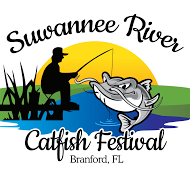 Suwannee River
Catfish Festival
Branford, FL